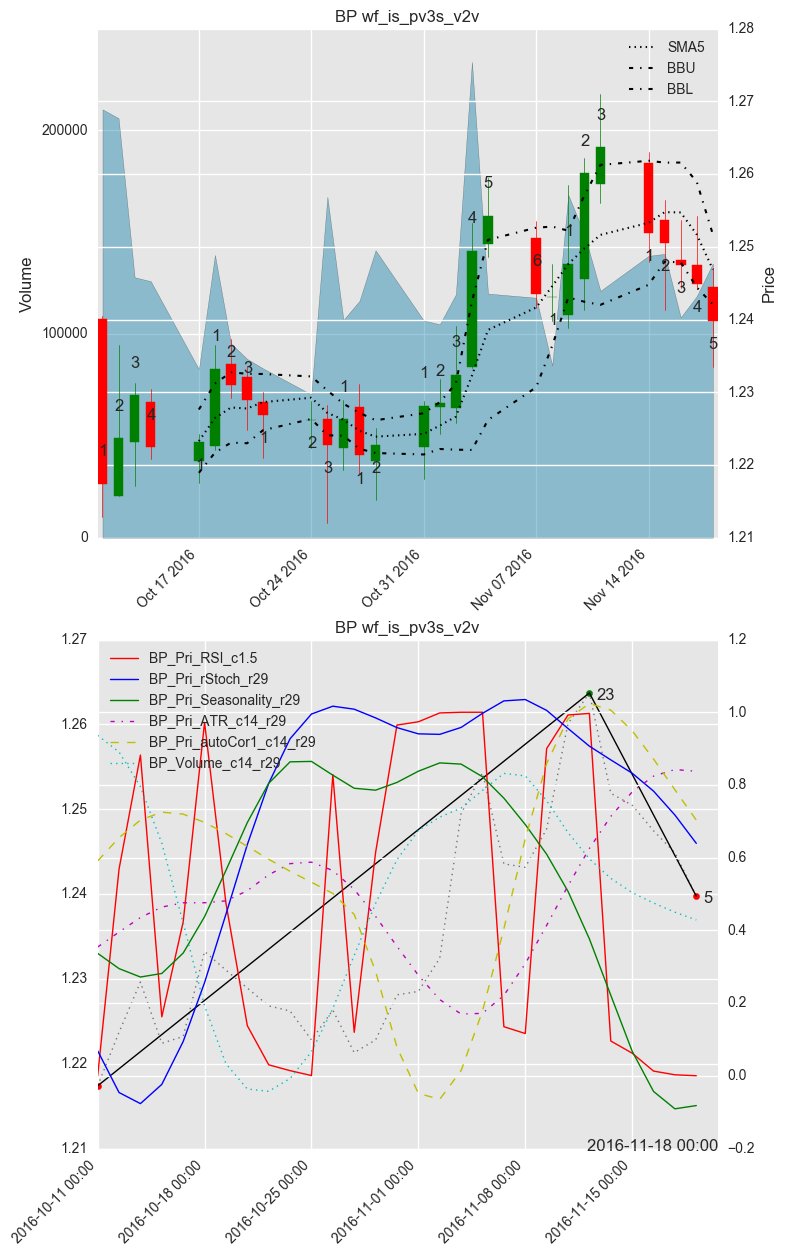 BP wf_is_pv3s_v2v
1.28
SMA5
BBU
BBL
1.27
200000
1.26
1.25
Volume
Price
100000
1.24
1.23
1.22
0
1.21
1 2 3 4 1 1 2 3 1 2 3 1 1 2 1 2 3 4 5 6 1 1 2 3 1 2 3 4 5
Oct 17 2016
Oct 24 2016
Oct 31 2016
Nov 07 2016
Nov 14 2016
BP wf_is_pv3s_v2v
1.27
1.2
BP_Pri_RSI_c1.5
BP_Pri_rStoch_r29
BP_Pri_Seasonality_r29
BP_Pri_ATR_c14_r29
BP_Pri_autoCor1_c14_r29
BP_Volume_c14_r29
23
1.26
1.0
1.25
0.8
1.24
0.6
5
1.23
0.4
1.22
0.2
0.0
1.21
−0.2
2016-11-18 00:00
2016-10-11 00:00
2016-10-18 00:00
2016-10-25 00:00
2016-11-01 00:00
2016-11-08 00:00
2016-11-15 00:00